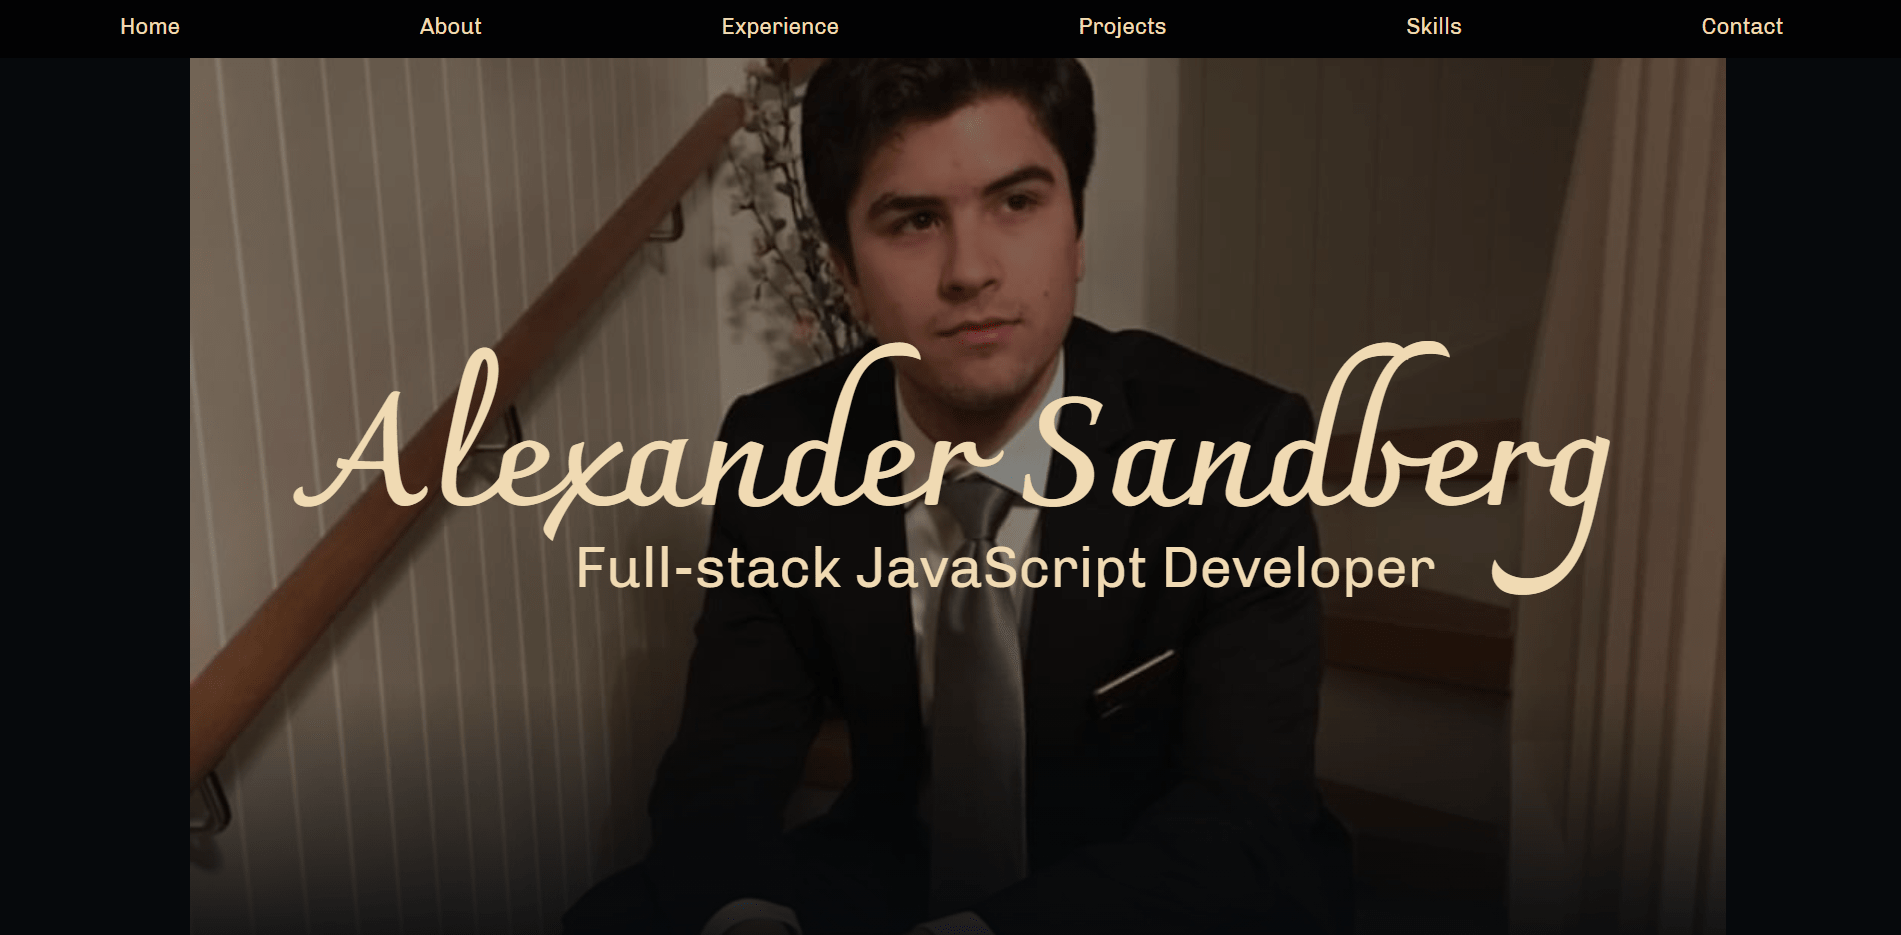 Home About Experience Projects Skills Contact
Alexander Sandberg
Full-stack JavaScript Developer